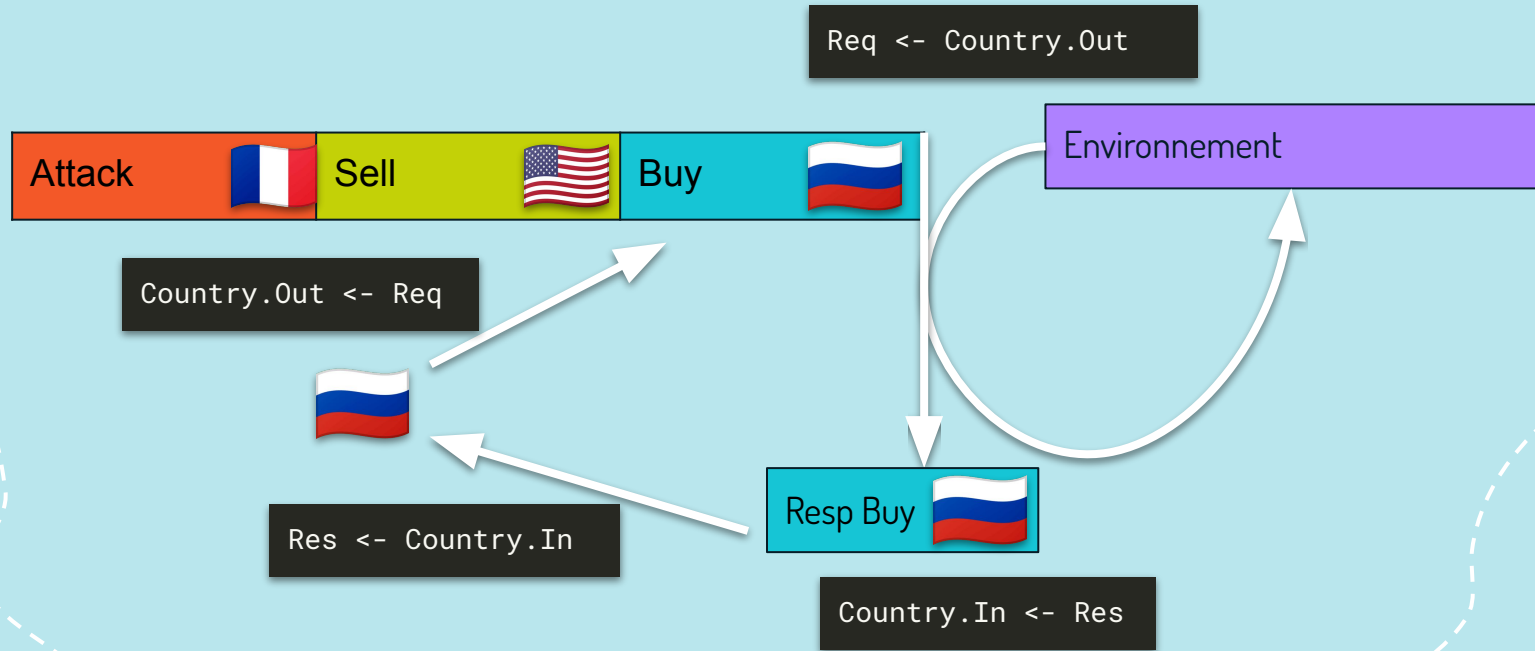 Req <- Country.Out
Environnement
Attack
Sell
Buy
Country.Out <- Req
Resp Buy
Res <- Country.In
Country.In <- Res